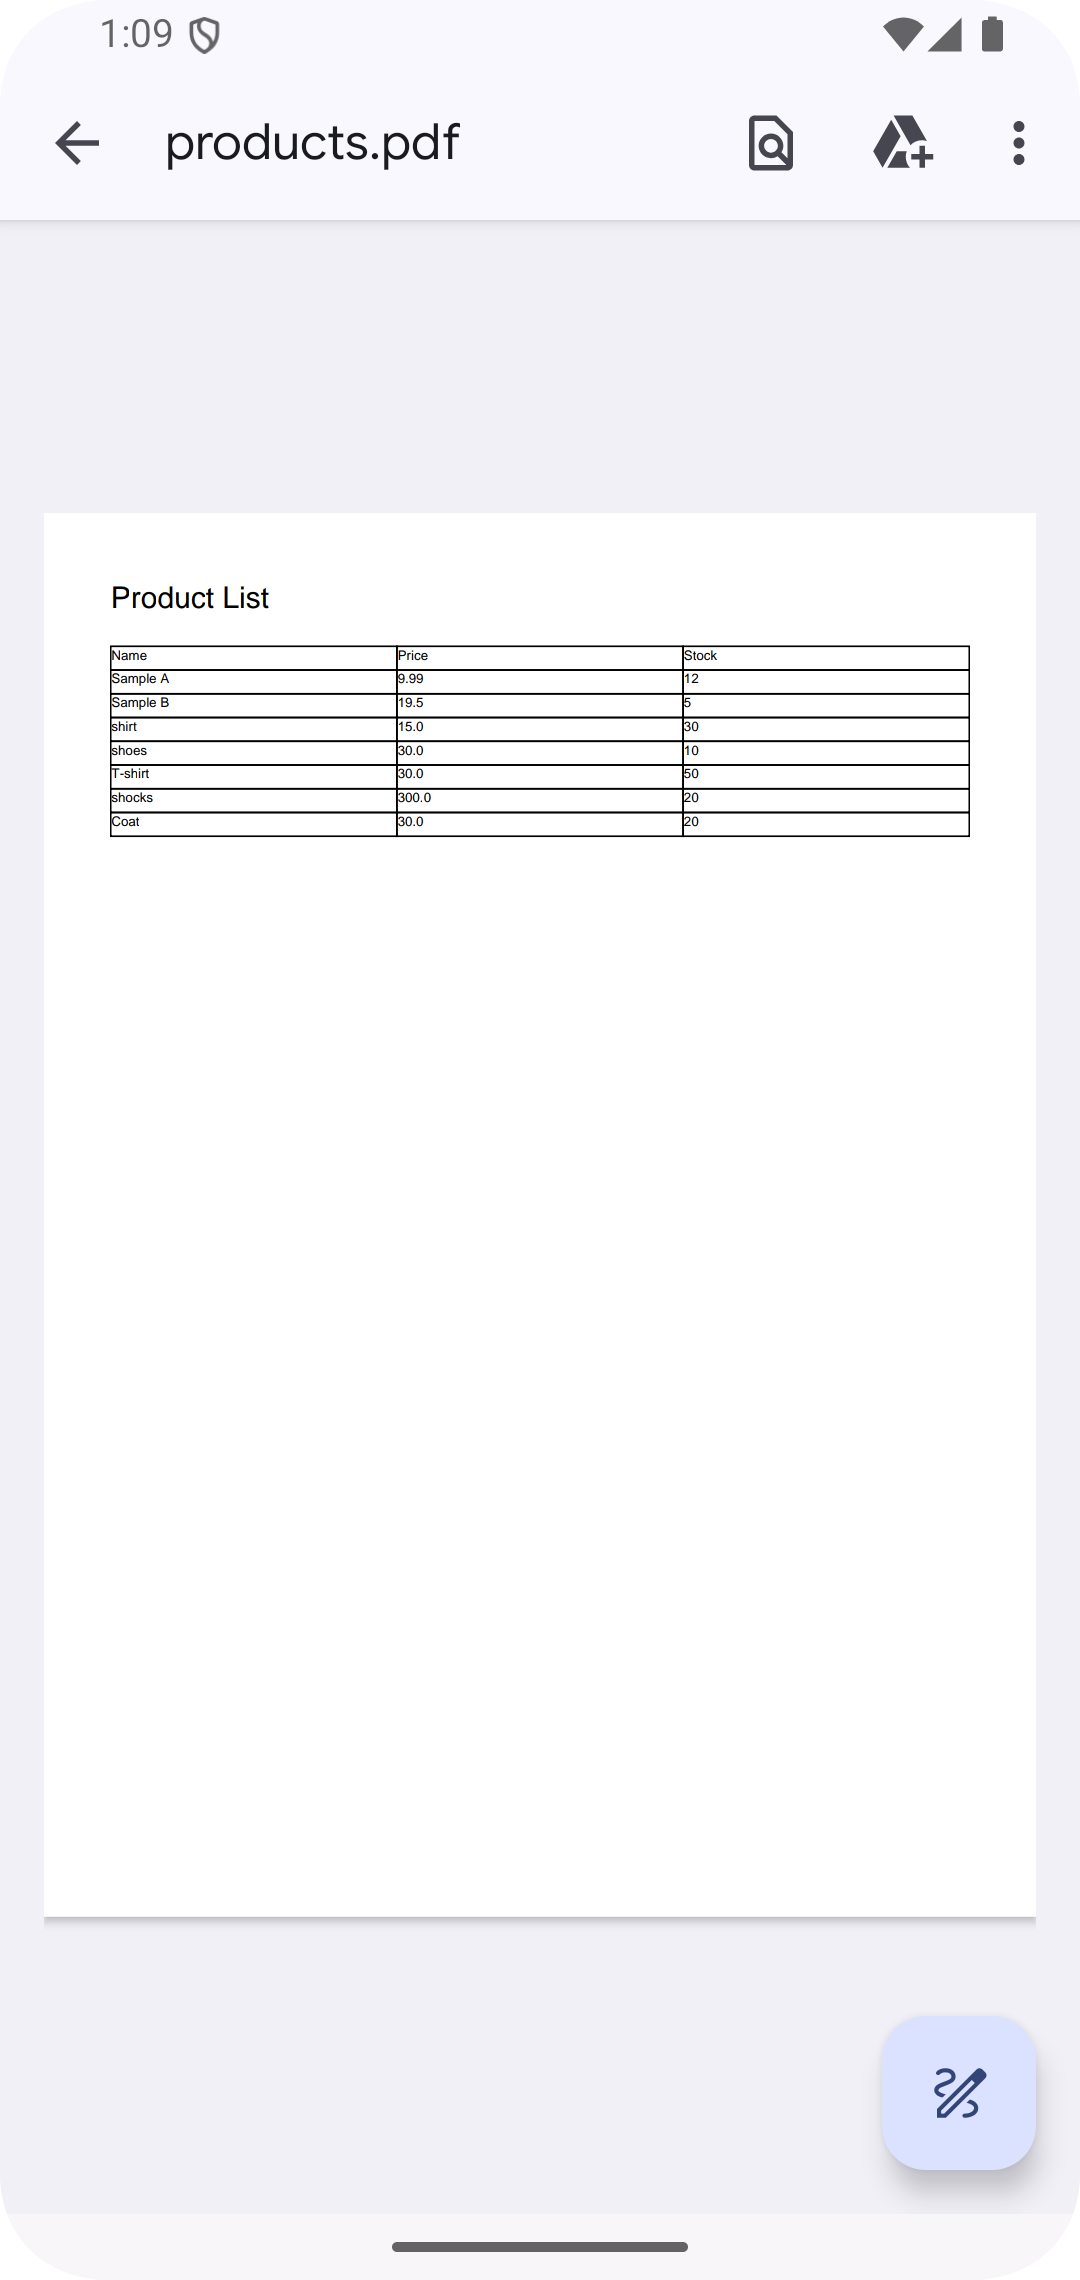 1:09
products.pdf
Product List
Name Price Stock
Sample A 9.99 12
Sample B 19.5 5
shirt 15.0 30
shoes 30.0 10
T-shirt 30.0 50
shocks 300.0 20
Coat 30.0 20